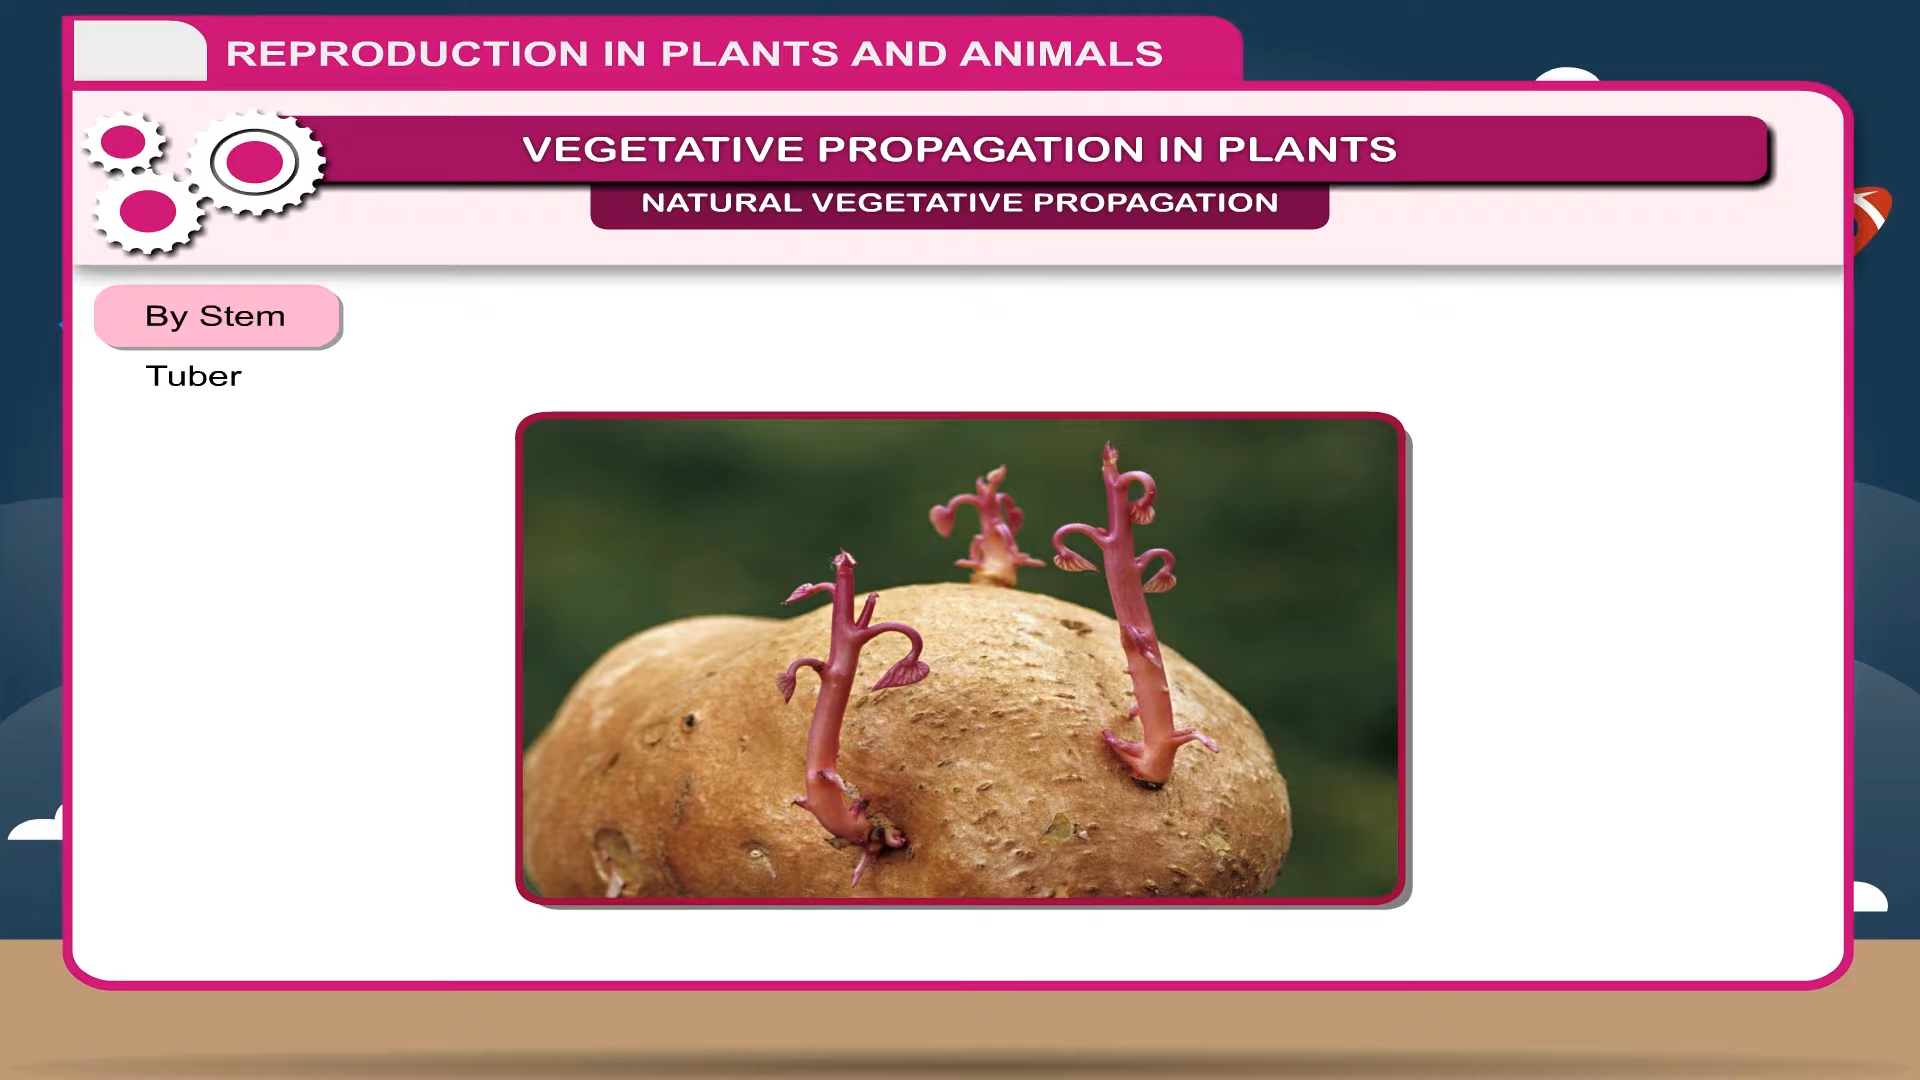 REPRODUCTION IN PLANTS AND ANIMALS
VEGETATIVE PROPAGATION IN PLANTS
NATURAL VEGETATIVE PROPAGATION
By Stem
Tuber